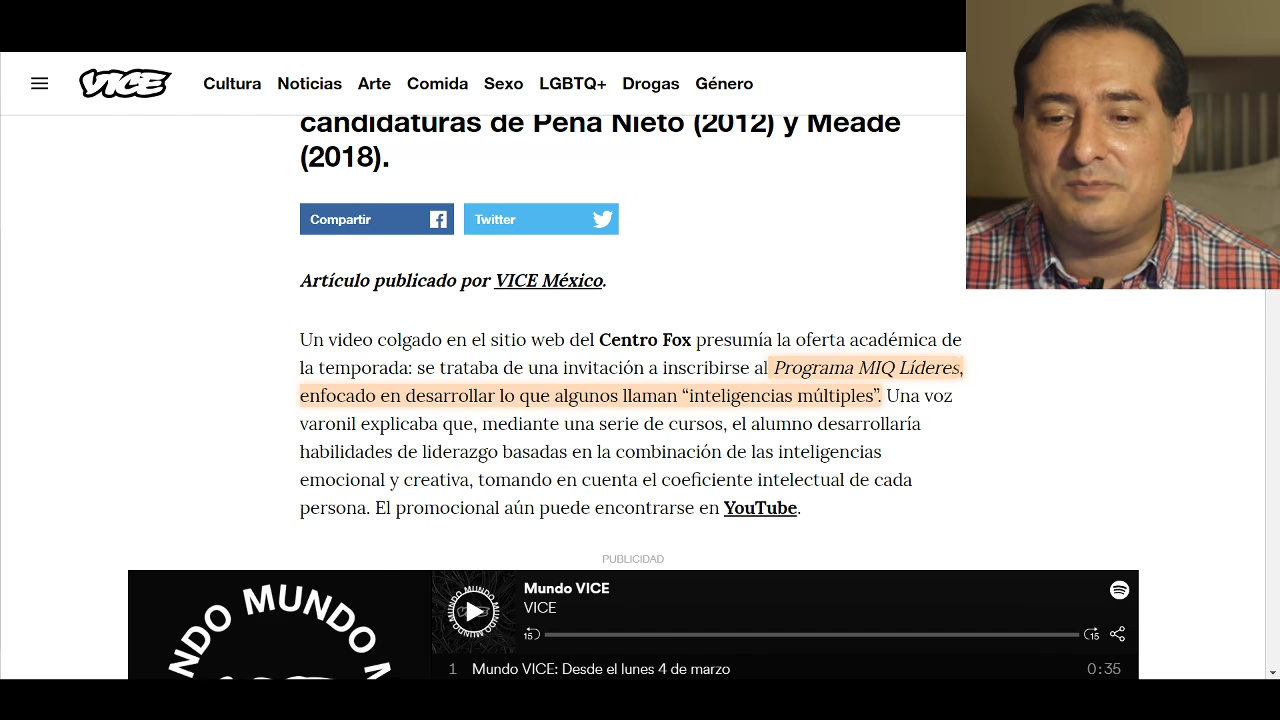 VICE
Cultura Noticias Arte Comida Sexo LGBTQ+ Drogas Género
candidaturas de Pena Nieto (2012) y Meade
(2018).
Compartir
Twitter
Artículo publicado por VICE México.
Un video colgado en el sitio web del Centro Fox presumía la oferta académica de
la temporada: se trataba de una invitación a inscribirse al Programa MIQ Líderes,
enfocado en desarrollar lo que algunos llaman “inteligencias múltiples”. Una voz
varonil explicaba que, mediante una serie de cursos, el alumno desarrollaría
habilidades de liderazgo basadas en la combinación de las inteligencias
emocional y creativa, tomando en cuenta el coeficiente intelectual de cada
persona. El promocional aún puede encontrarse en YouTube.
PUBLICIDAD
NDO MUNDO M
MUNDO MUNDO
Mundo VICE
VICE
15
15
1 Mundo VICE: Desde el lunes 4 de marzo 0:35